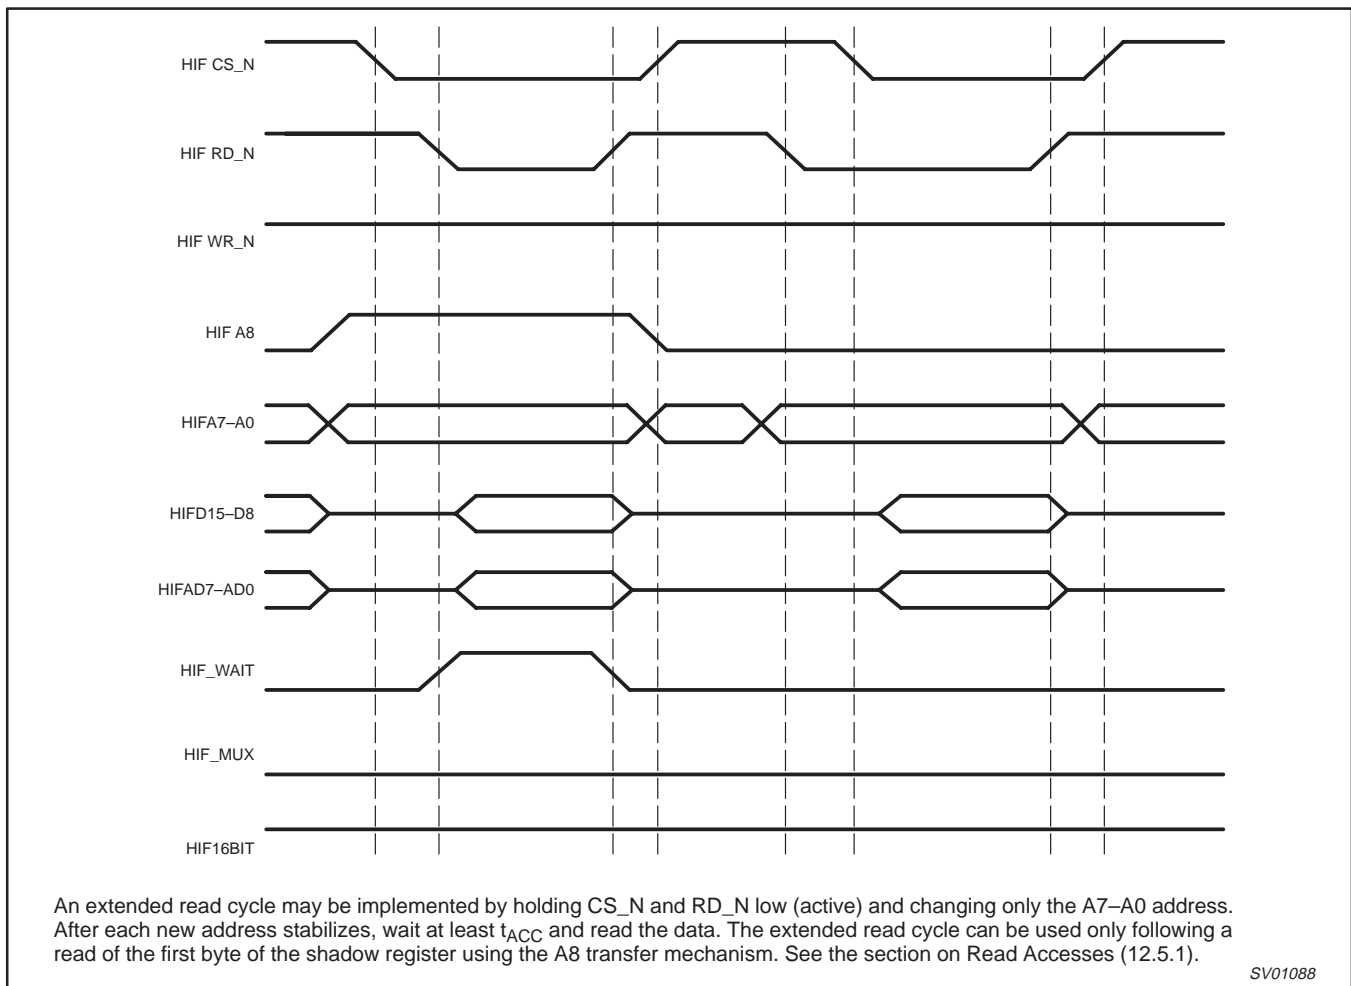 HIF CS_N
HIF RD_N
HIF WR_N
HIF A8
HIFA7–A0
HIFD15–D8
HIFAD7–AD0
HIF_WAIT
HIF_MUX
HIF16BIT
An extended read cycle may be implemented by holding CS_N and RD_N low (active) and changing only the A7–A0 address.
After each new address stabilizes, wait at least tACC and read the data. The extended read cycle can be used only following a
read of the first byte of the shadow register using the A8 transfer mechanism. See the section on Read Accesses (12.5.1).
SV01088